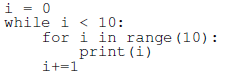 i = 0
while i < 10:
    for i in range(10):
        print(i)
    i+=1